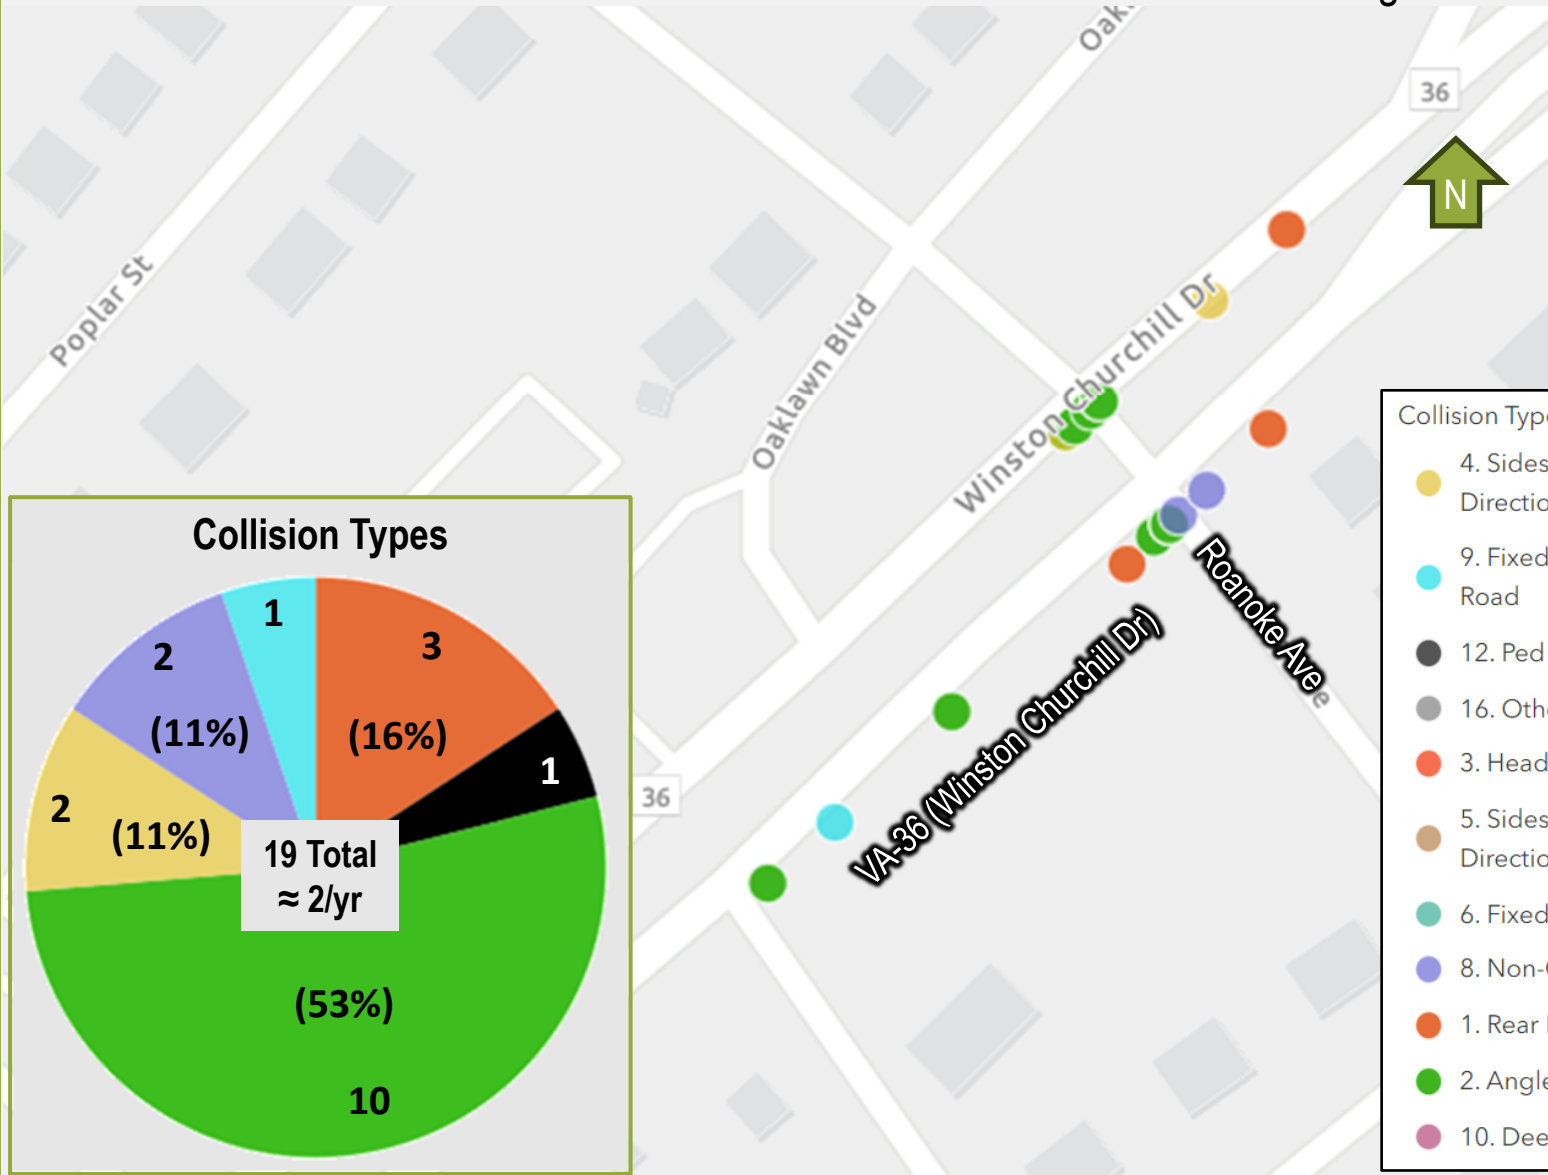 36
Poplar St
Oaklawn Blvd
Winston Churchill Dr
N
Roanoke Ave
VA-36 (Winston Churchill Dr)
36
Collision Types
1
3
2
(11%)
(16%)
1
2
(11%)
19 Total
≈ 2/yr
(53%)
10
Collision Type
4. Sides
Directio
9. Fixed
Road
12. Ped
16. Oth
3. Head
5. Sides
Directio
6. Fixed
8. Non-
1. Rear
2. Angle
10. Dee